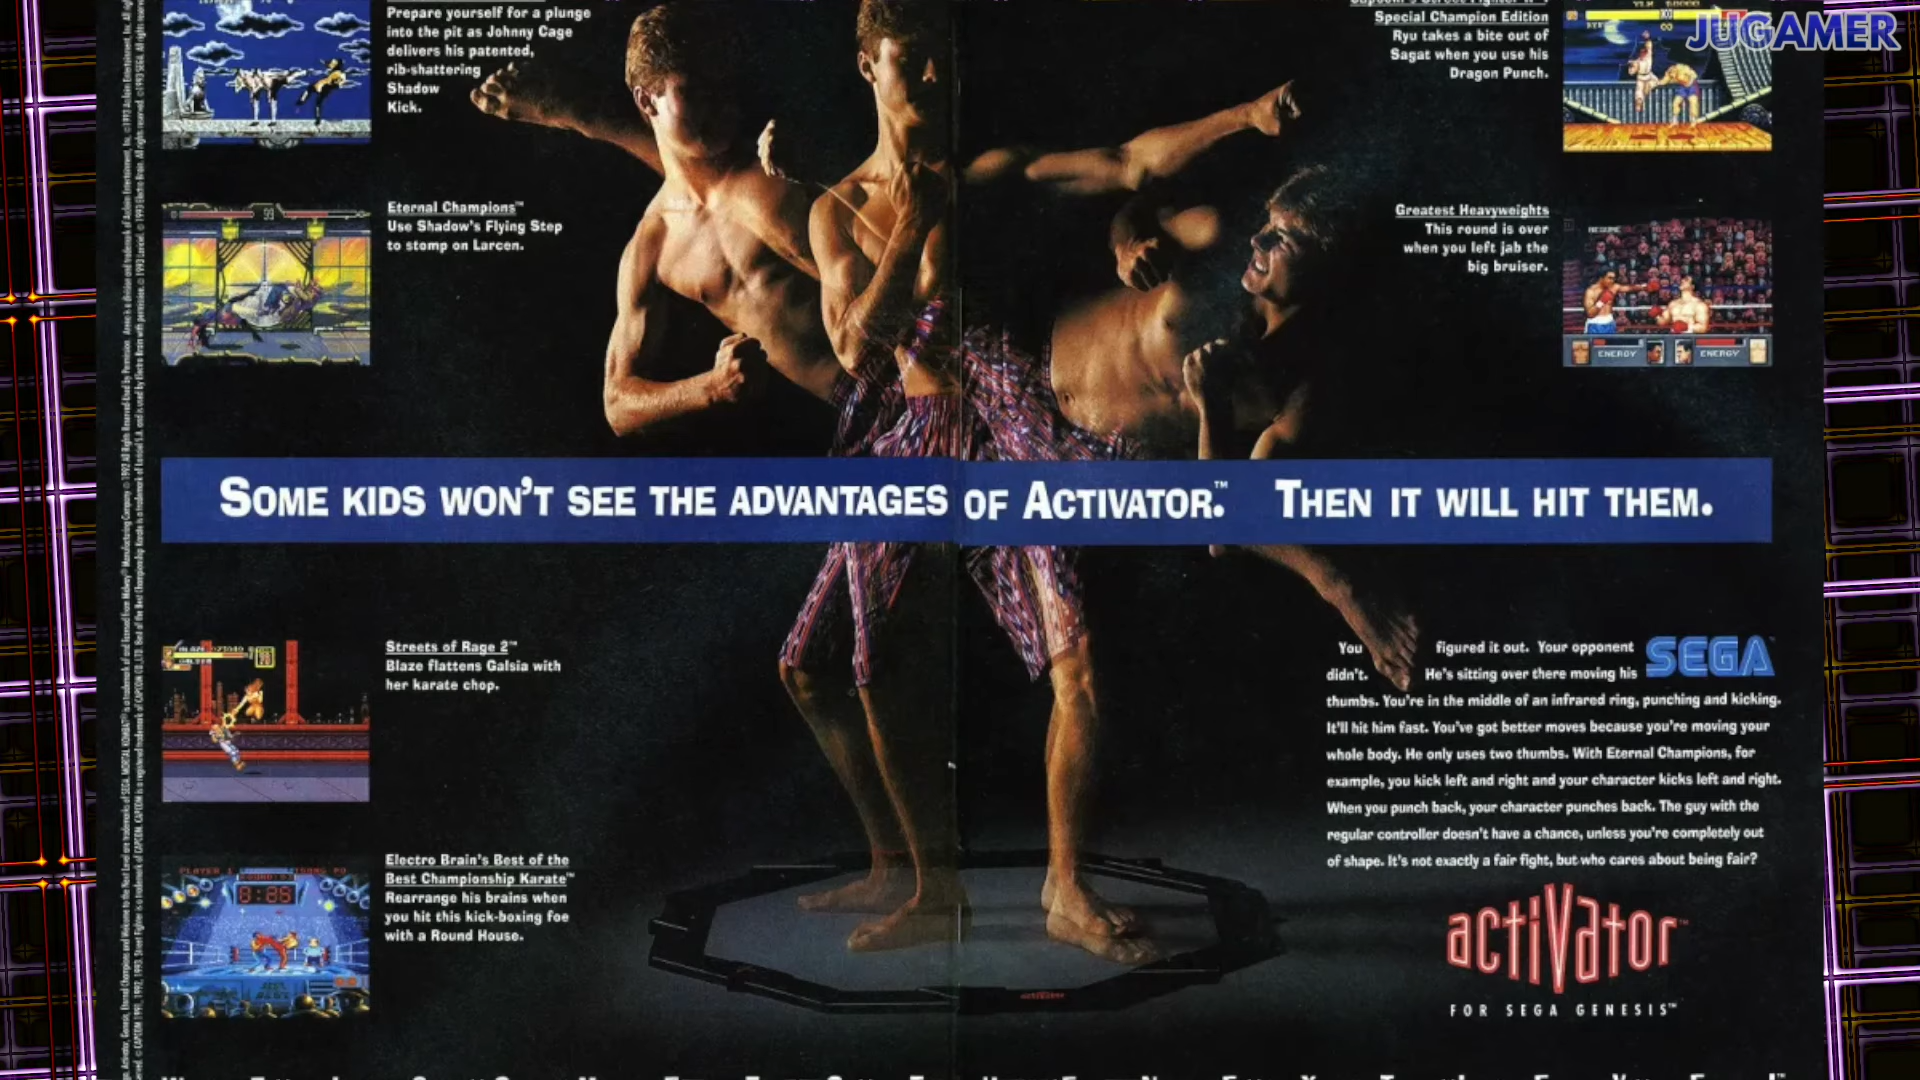 Prepare yourself for a plunge
into the pit as Johnny Cage
delivers his patented,
rib-shattering
Shadow
Kick.
Special Champion Edition
Ryu takes a bite out of
Sagat when you use his
Dragon Punch.
JUGAMER
Eternal Champions™
Use Shadow's Flying Step
to stomp on Larcen.
Greatest Heavyweights
This round is over
when you left jab the
big bruiser.
ENERGY
ENERGY
SOME KIDS WON'T SEE THE ADVANTAGES OF ACTIVATOR.™ THEN IT WILL HIT THEM.
Streets of Rage 2™
Blaze flattens Galsia with
her karate chop.
Electro Brain's Best of the
Best Championship Karate™
Rearrange his brains when
you hit this kick-boxing foe
with a Round House.
SEGA™
You figured it out. Your opponent
didn't. He's sitting over there moving his
thumbs. You're in the middle of an infrared ring, punching and kicking.
It'll hit him fast. You've got better moves because you're moving your
whole body. He only uses two thumbs. With Eternal Champions, for
example, you kick left and right and your character kicks left and right.
When you punch back, your character punches back. The guy with the
regular controller doesn't have a chance, unless you're completely out
of shape. It's not exactly a fair fight, but who cares about being fair?
activator™
FOR SEGA GENESIS™